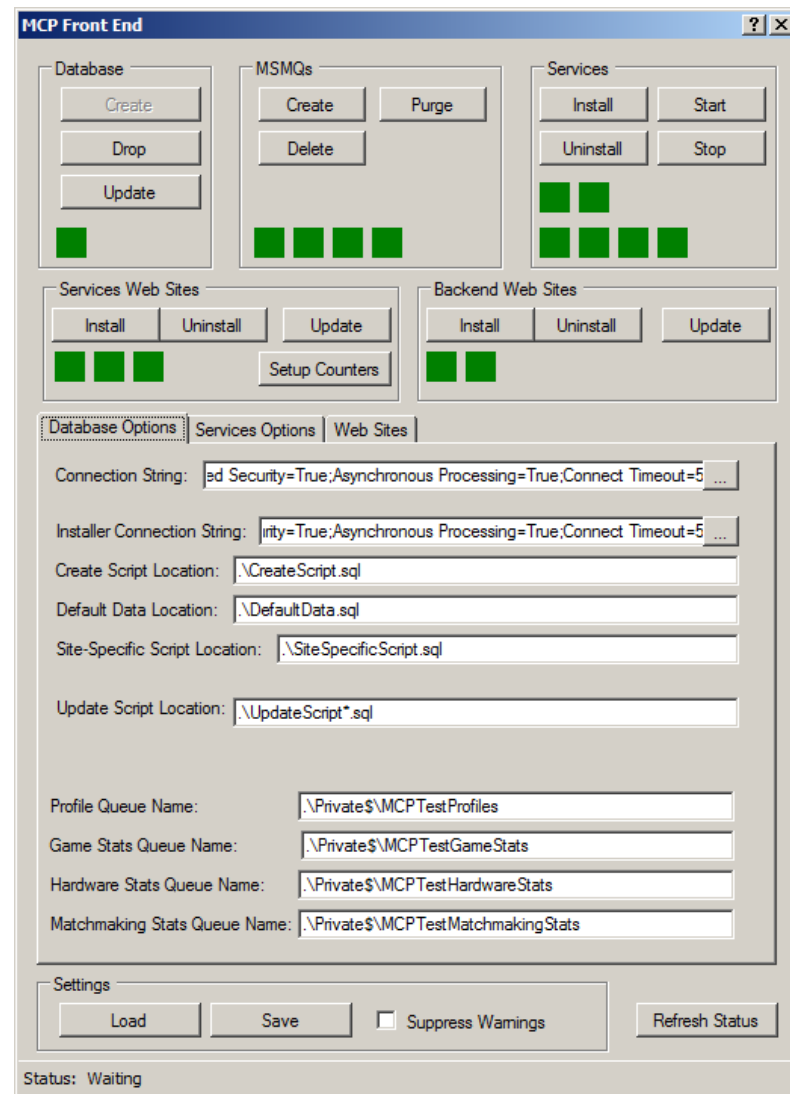 MCP Front End
Database MSMQs Services
Create Create Purge Install Start
Drop Delete Uninstall Stop
Update
Services Web Sites Backend Web Sites
Install Uninstall Update Install Uninstall Update
Setup Counters
Database Options Services Options Web Sites
Connection String: ed Security=True;Asynchronous Processing=True;Connect Timeout=5 ...
Installer Connection String: ırity=True;Asynchronous Processing=True;Connect Timeout=5 ...
Create Script Location: .\CreateScript.sql
Default Data Location: .\DefaultData.sql
Site-Specific Script Location: .\SiteSpecificScript.sql
Update Script Location: .\UpdateScript*.sql
Profile Queue Name: .\Private$\MCPTestProfiles
Game Stats Queue Name: .\Private$\MCPTestGameStats
Hardware Stats Queue Name: .\Private$\MCPTestHardwareStats
Matchmaking Stats Queue Name: .\Private$\MCPTestMatchmakingStats
Settings
Load Save Suppress Warnings Refresh Status
Status: Waiting